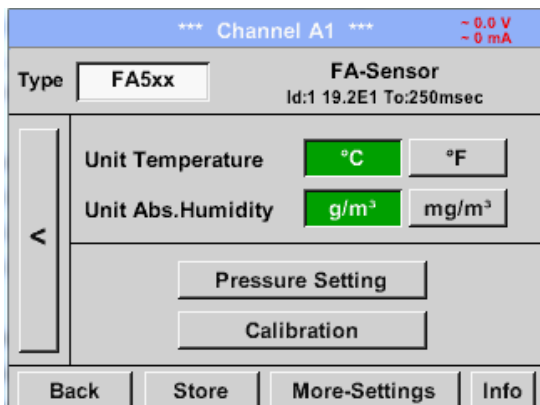 *** Channel A1 ***
~ 0.0 V
~ 0 mA
Type
FA5xx
FA-Sensor
Id:1 19.2E1 To:250msec
Unit Temperature
°C
°F
Unit Abs.Humidity
g/m³
mg/m³
<
Pressure Setting
Calibration
Back
Store
More-Settings
Info